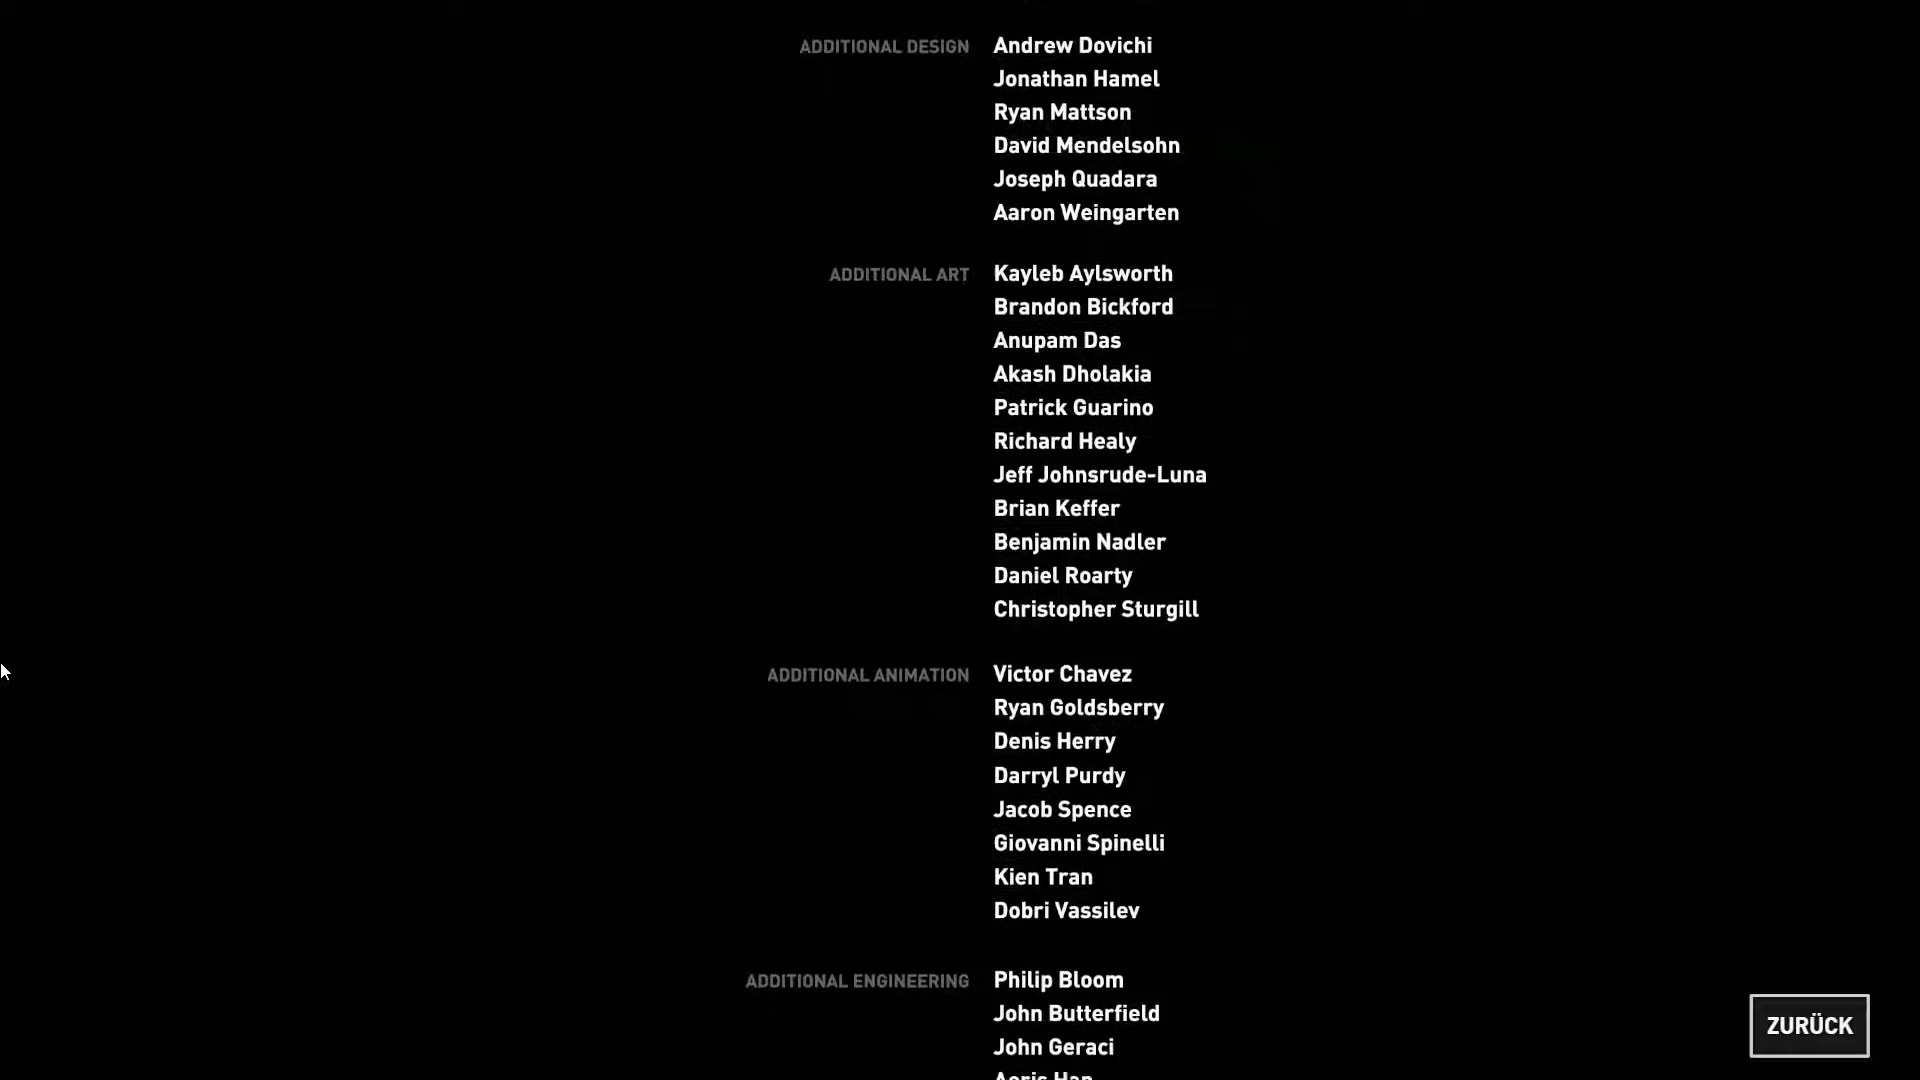 ADDITIONAL DESIGN Andrew Dovichi
Jonathan Hamel
Ryan Mattson
David Mendelsohn
Joseph Quadara
Aaron Weingarten
ADDITIONAL ART Kayleb Aylsworth
Brandon Bickford
Anupam Das
Akash Dholakia
Patrick Guarino
Richard Healy
Jeff Johnsrude-Luna
Brian Keffer
Benjamin Nadler
Daniel Roarty
Christopher Sturgill
ADDITIONAL ANIMATION Victor Chavez
Ryan Goldsberry
Denis Herry
Darryl Purdy
Jacob Spence
Giovanni Spinelli
Kien Tran
Dobri Vassilev
ADDITIONAL ENGINEERING Philip Bloom
John Butterfield
John Geraci
ZURÜCK